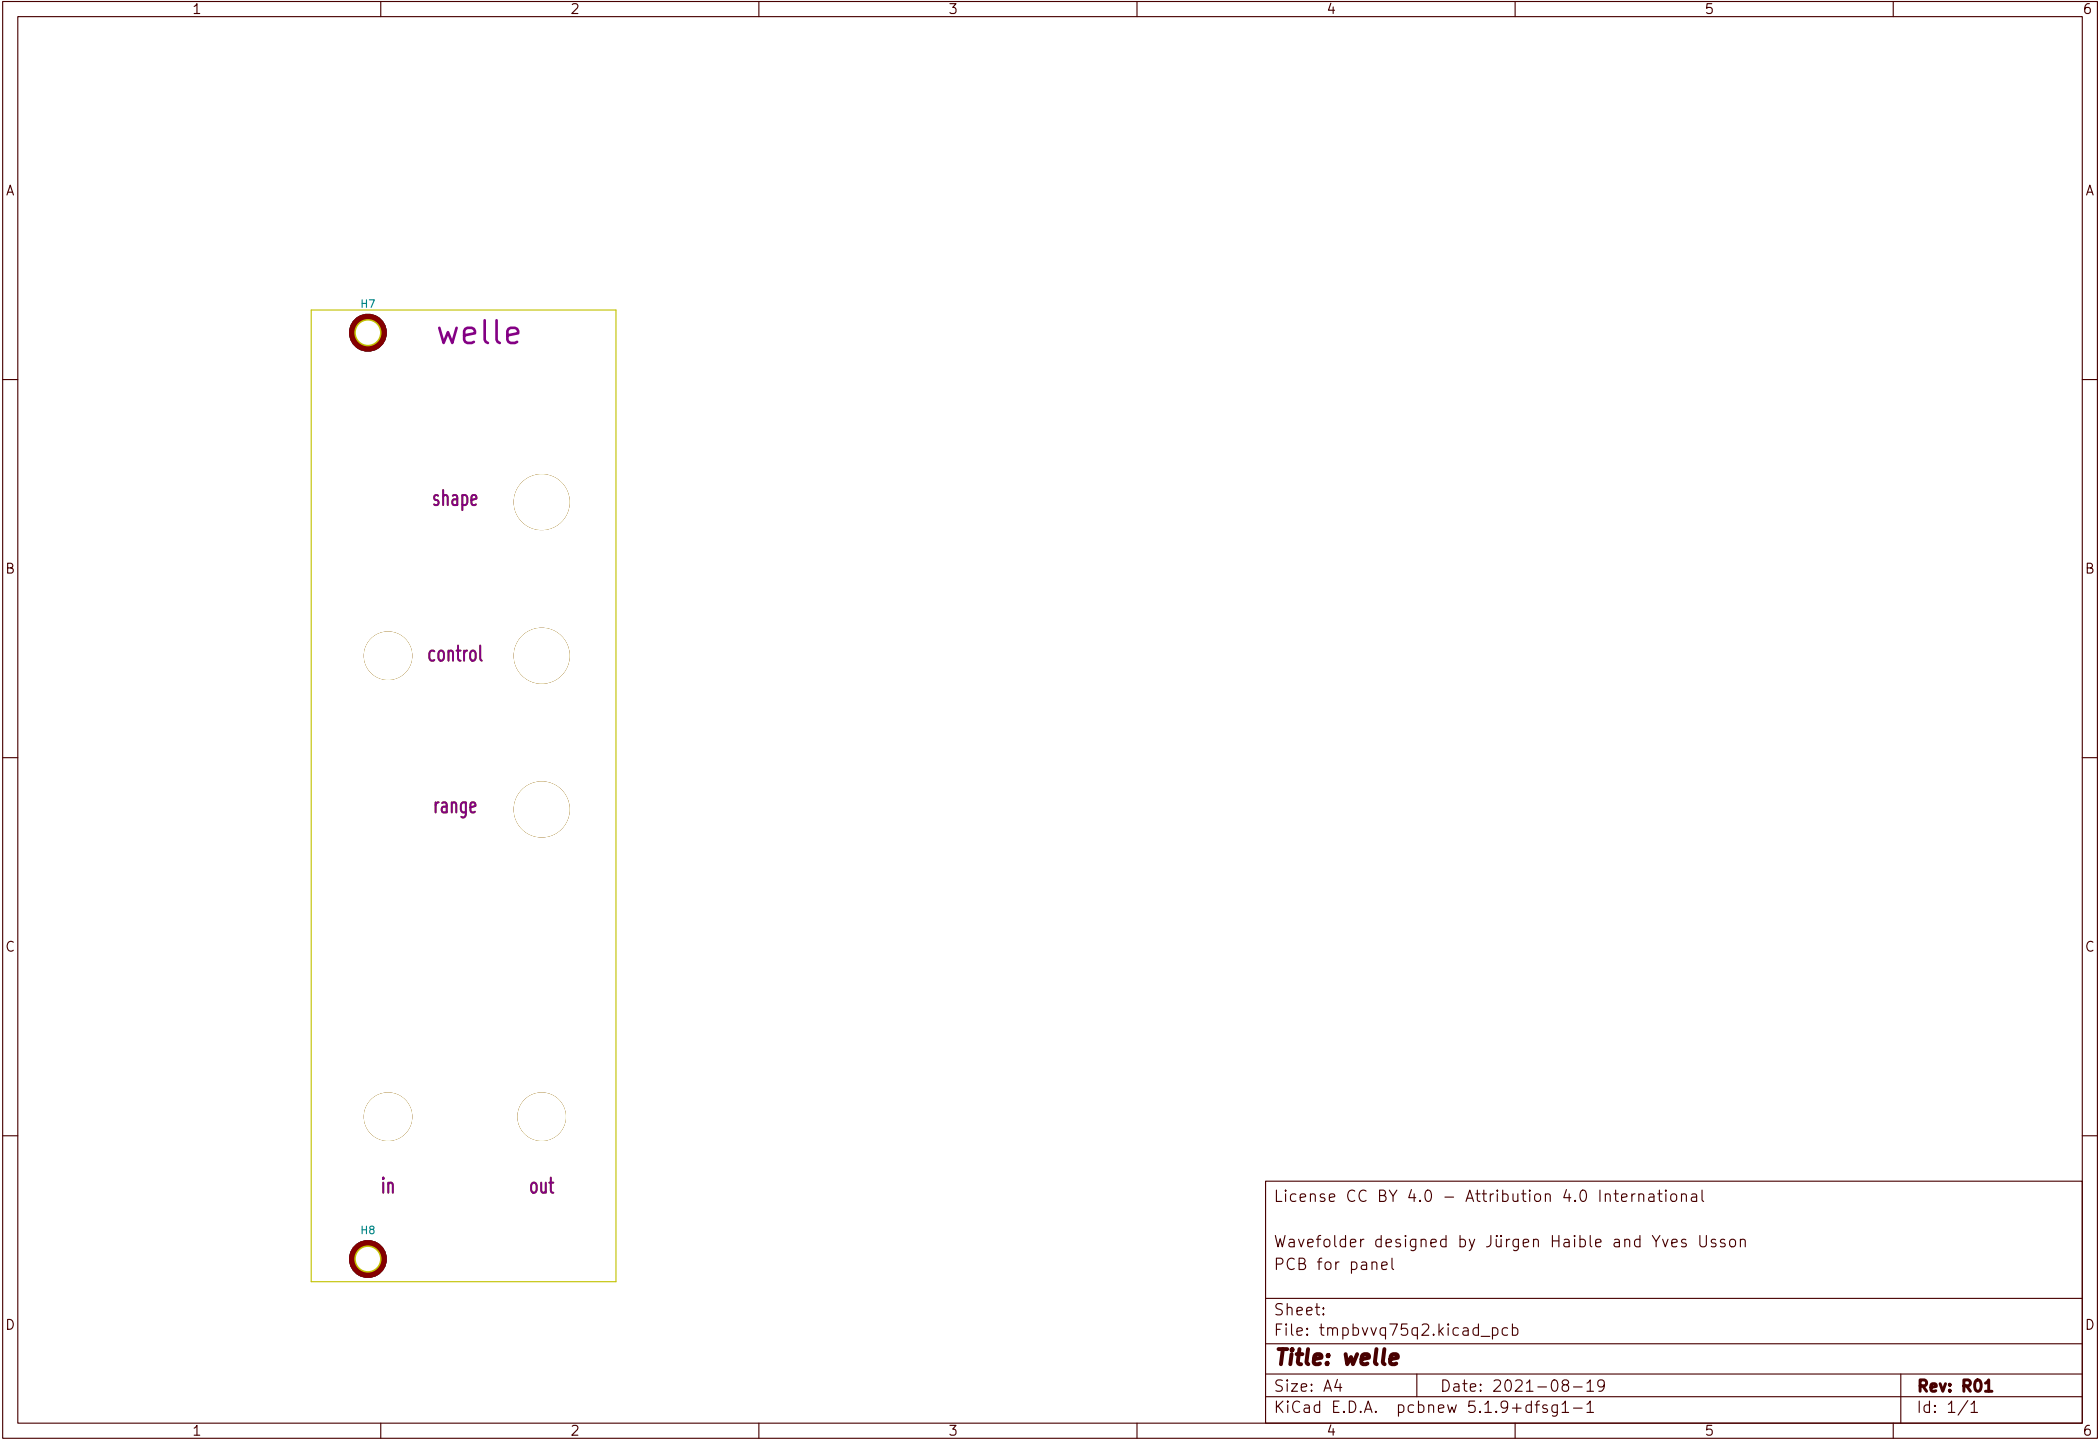 1 2 3 4 5 6
A A
H7
welle
shape
B B
control
range
C C
in out
License CC BY 4.0 – Attribution 4.0 International
H8
Wavefolder designed by Jürgen Haible and Yves Usson
PCB for panel
Sheet:
D D
File: tmpbvvq75q2.kicad_pcb
Title: welle
Size: A4 Date: 2021–08–19 Rev: R01
KiCad E.D.A. pcbnew 5.1.9+dfsg1–1 Id: 1/1
1 2 3 4 5 6